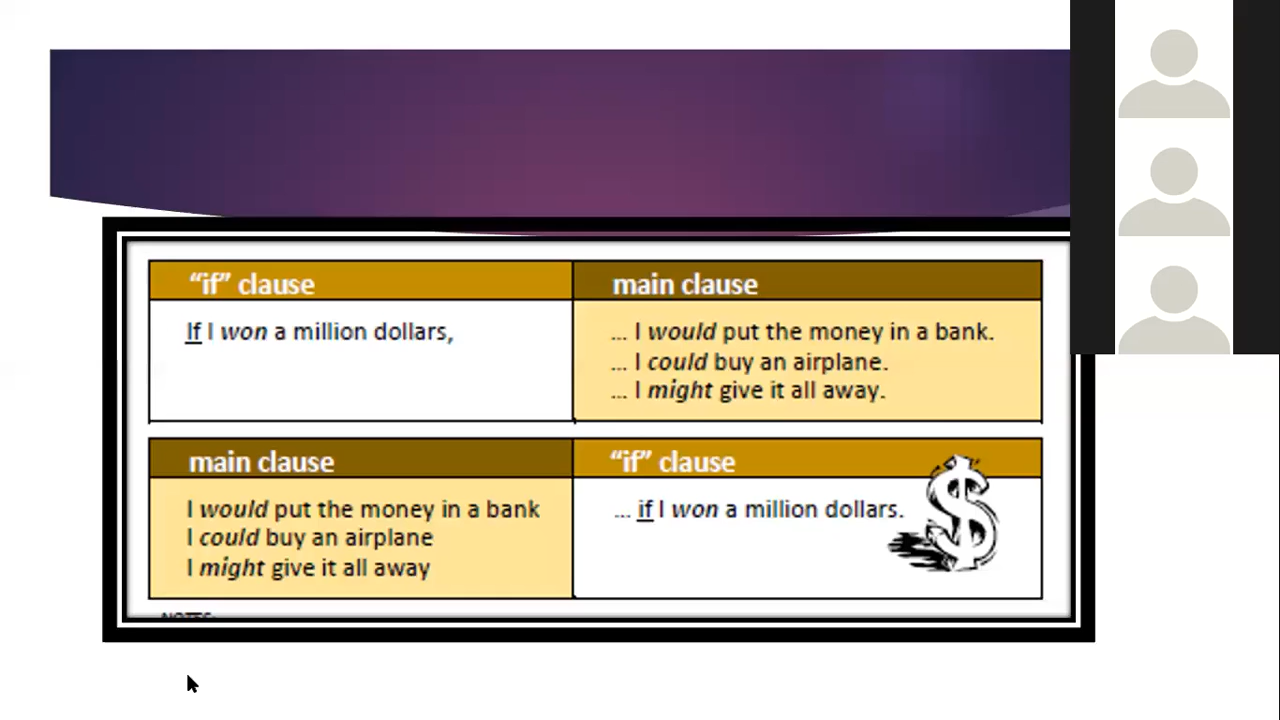 “if” clause
main clause
If I won a million dollars,
... I would put the money in a bank.
... I could buy an airplane.
... I might give it all away.
main clause
“if” clause
I would put the money in a bank
I could buy an airplane
I might give it all away
... if I won a million dollars.
NOTES: